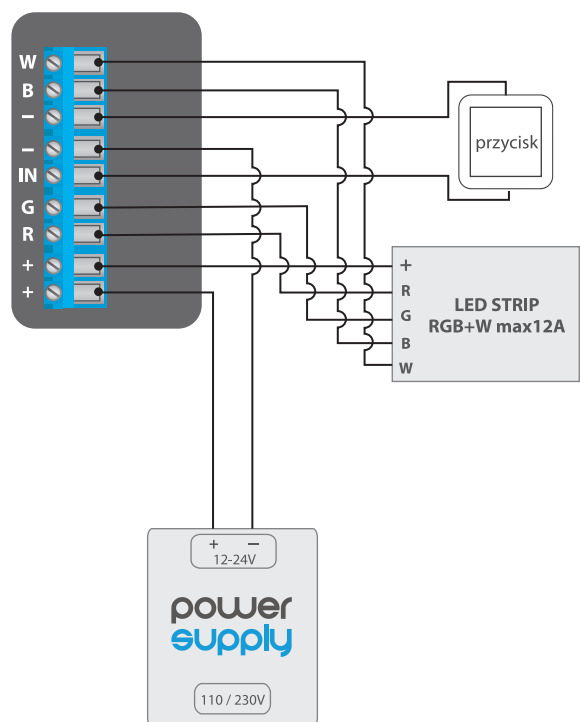 W
B
–
–
IN
G
R
+
+
przycisk
+
R
G
B
W
LED STRIP
RGB+W max12A
+ –
12-24V
power
supply
110 / 230V